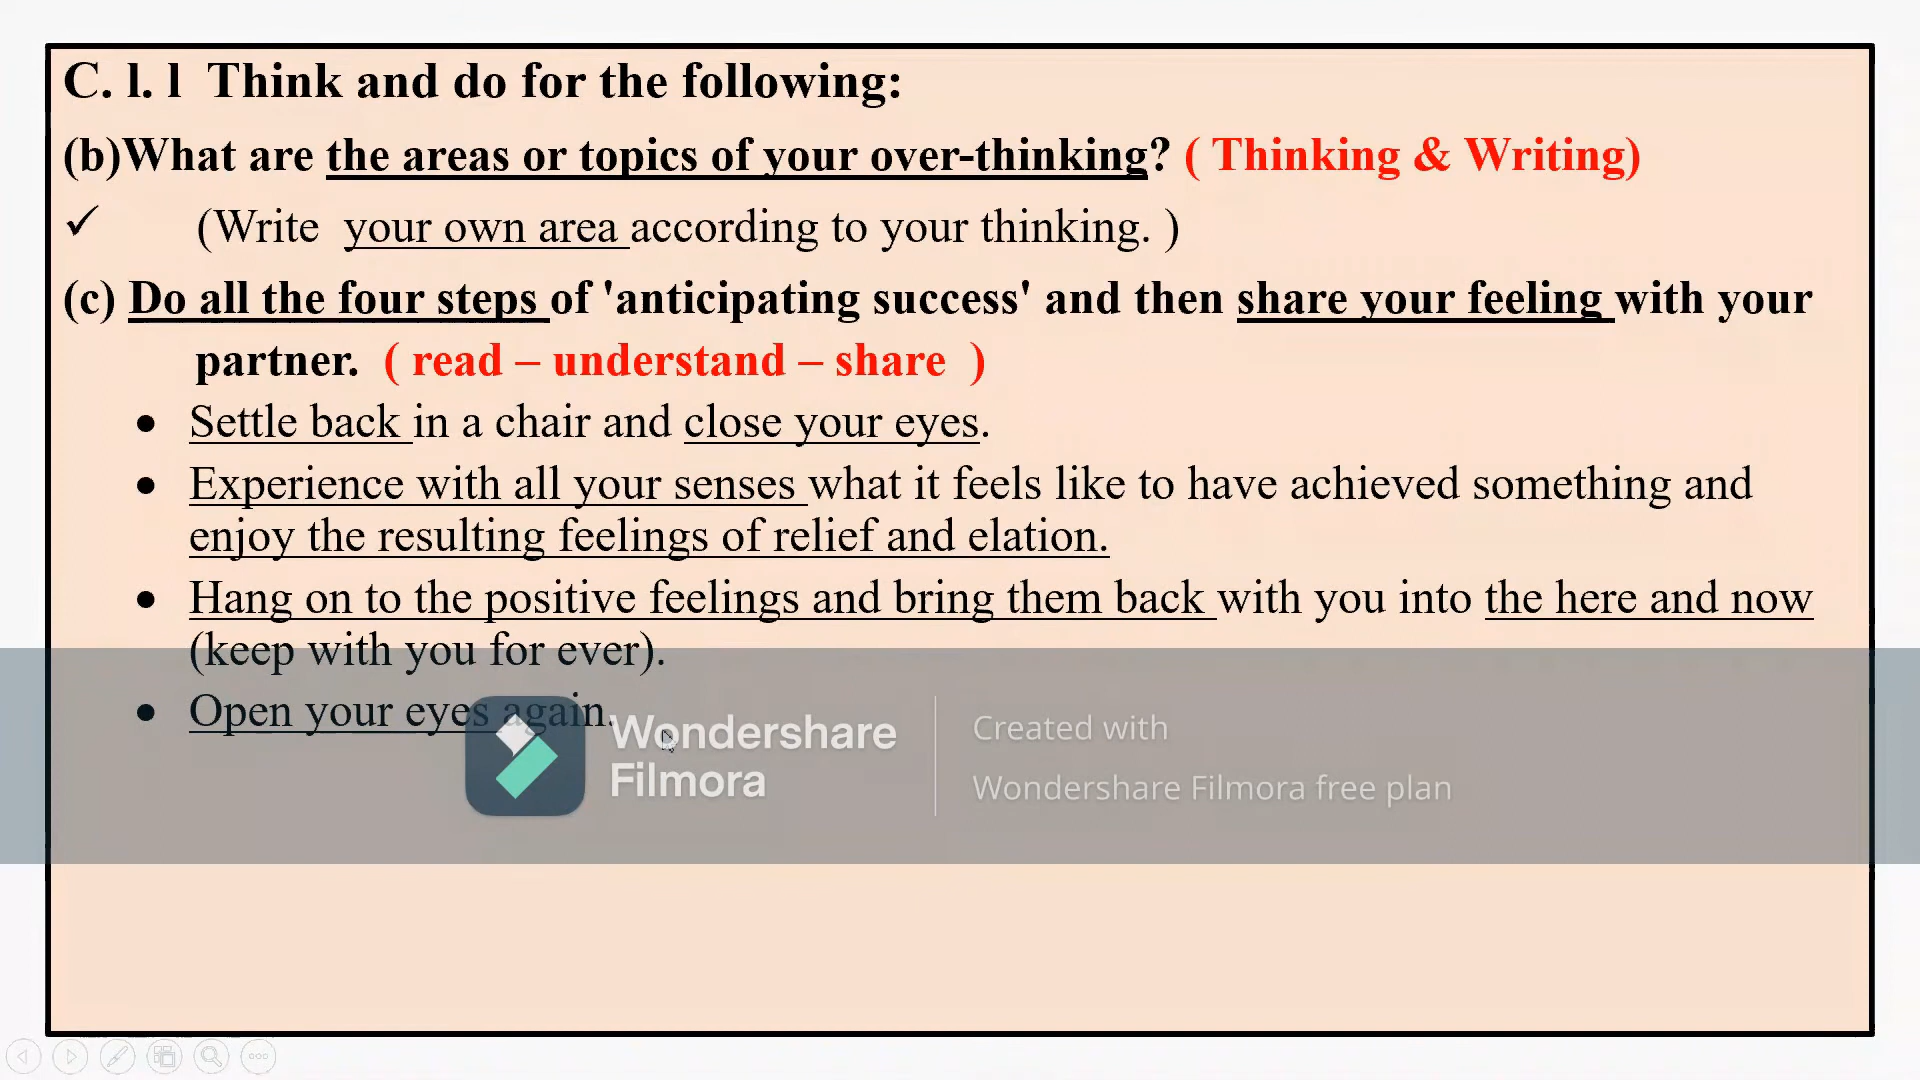 C. l. l Think and do for the following:
(b)What are the areas or topics of your over-thinking? ( Thinking & Writing)
✓ (Write your own area according to your thinking. )
(c) Do all the four steps of 'anticipating success' and then share your feeling with your
partner. ( read – understand – share )
• Settle back in a chair and close your eyes.
• Experience with all your senses what it feels like to have achieved something and
enjoy the resulting feelings of relief and elation.
• Hang on to the positive feelings and bring them back with you into the here and now
(keep with you for ever).
• Open your eyes again.
Wondershare
Filmora
Created with
Wondershare Filmora free plan